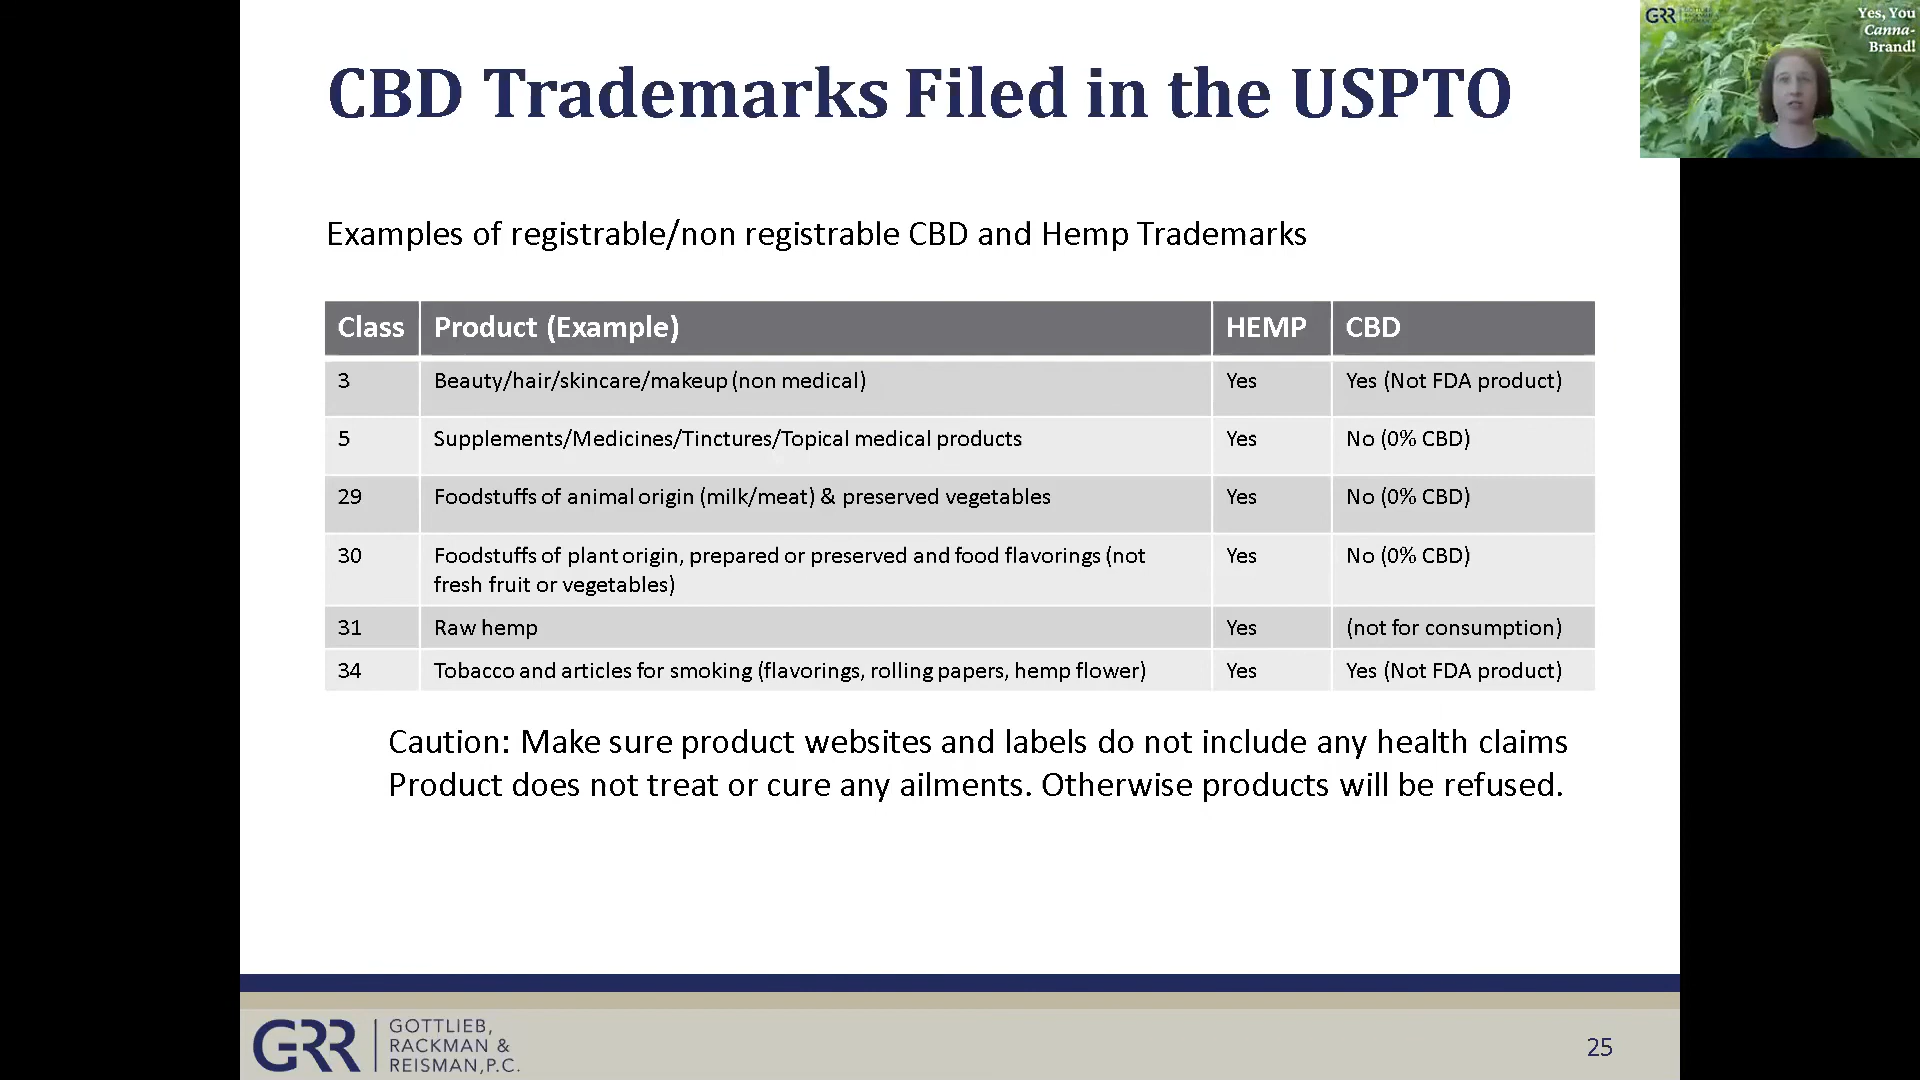 CBD Trademarks Filed in the USPTO
GRR
Yes, You
Canna-
Brand!
Examples of registrable/non registrable CBD and Hemp Trademarks
Class Product (Example) HEMP CBD
3 Beauty/hair/skincare/makeup (non medical) Yes Yes (Not FDA product)
5 Supplements/Medicines/Tinctures/Topical medical products Yes No (0% CBD)
29 Foodstuffs of animal origin (milk/meat) & preserved vegetables Yes No (0% CBD)
30 Foodstuffs of plant origin, prepared or preserved and food flavorings (not Yes No (0% CBD)
fresh fruit or vegetables)
31 Raw hemp Yes (not for consumption)
34 Tobacco and articles for smoking (flavorings, rolling papers, hemp flower) Yes Yes (Not FDA product)
Caution: Make sure product websites and labels do not include any health claims
Product does not treat or cure any ailments. Otherwise products will be refused.
GRR
GOTTLIEB,
RACKMAN &
REISMAN, P.C.
25